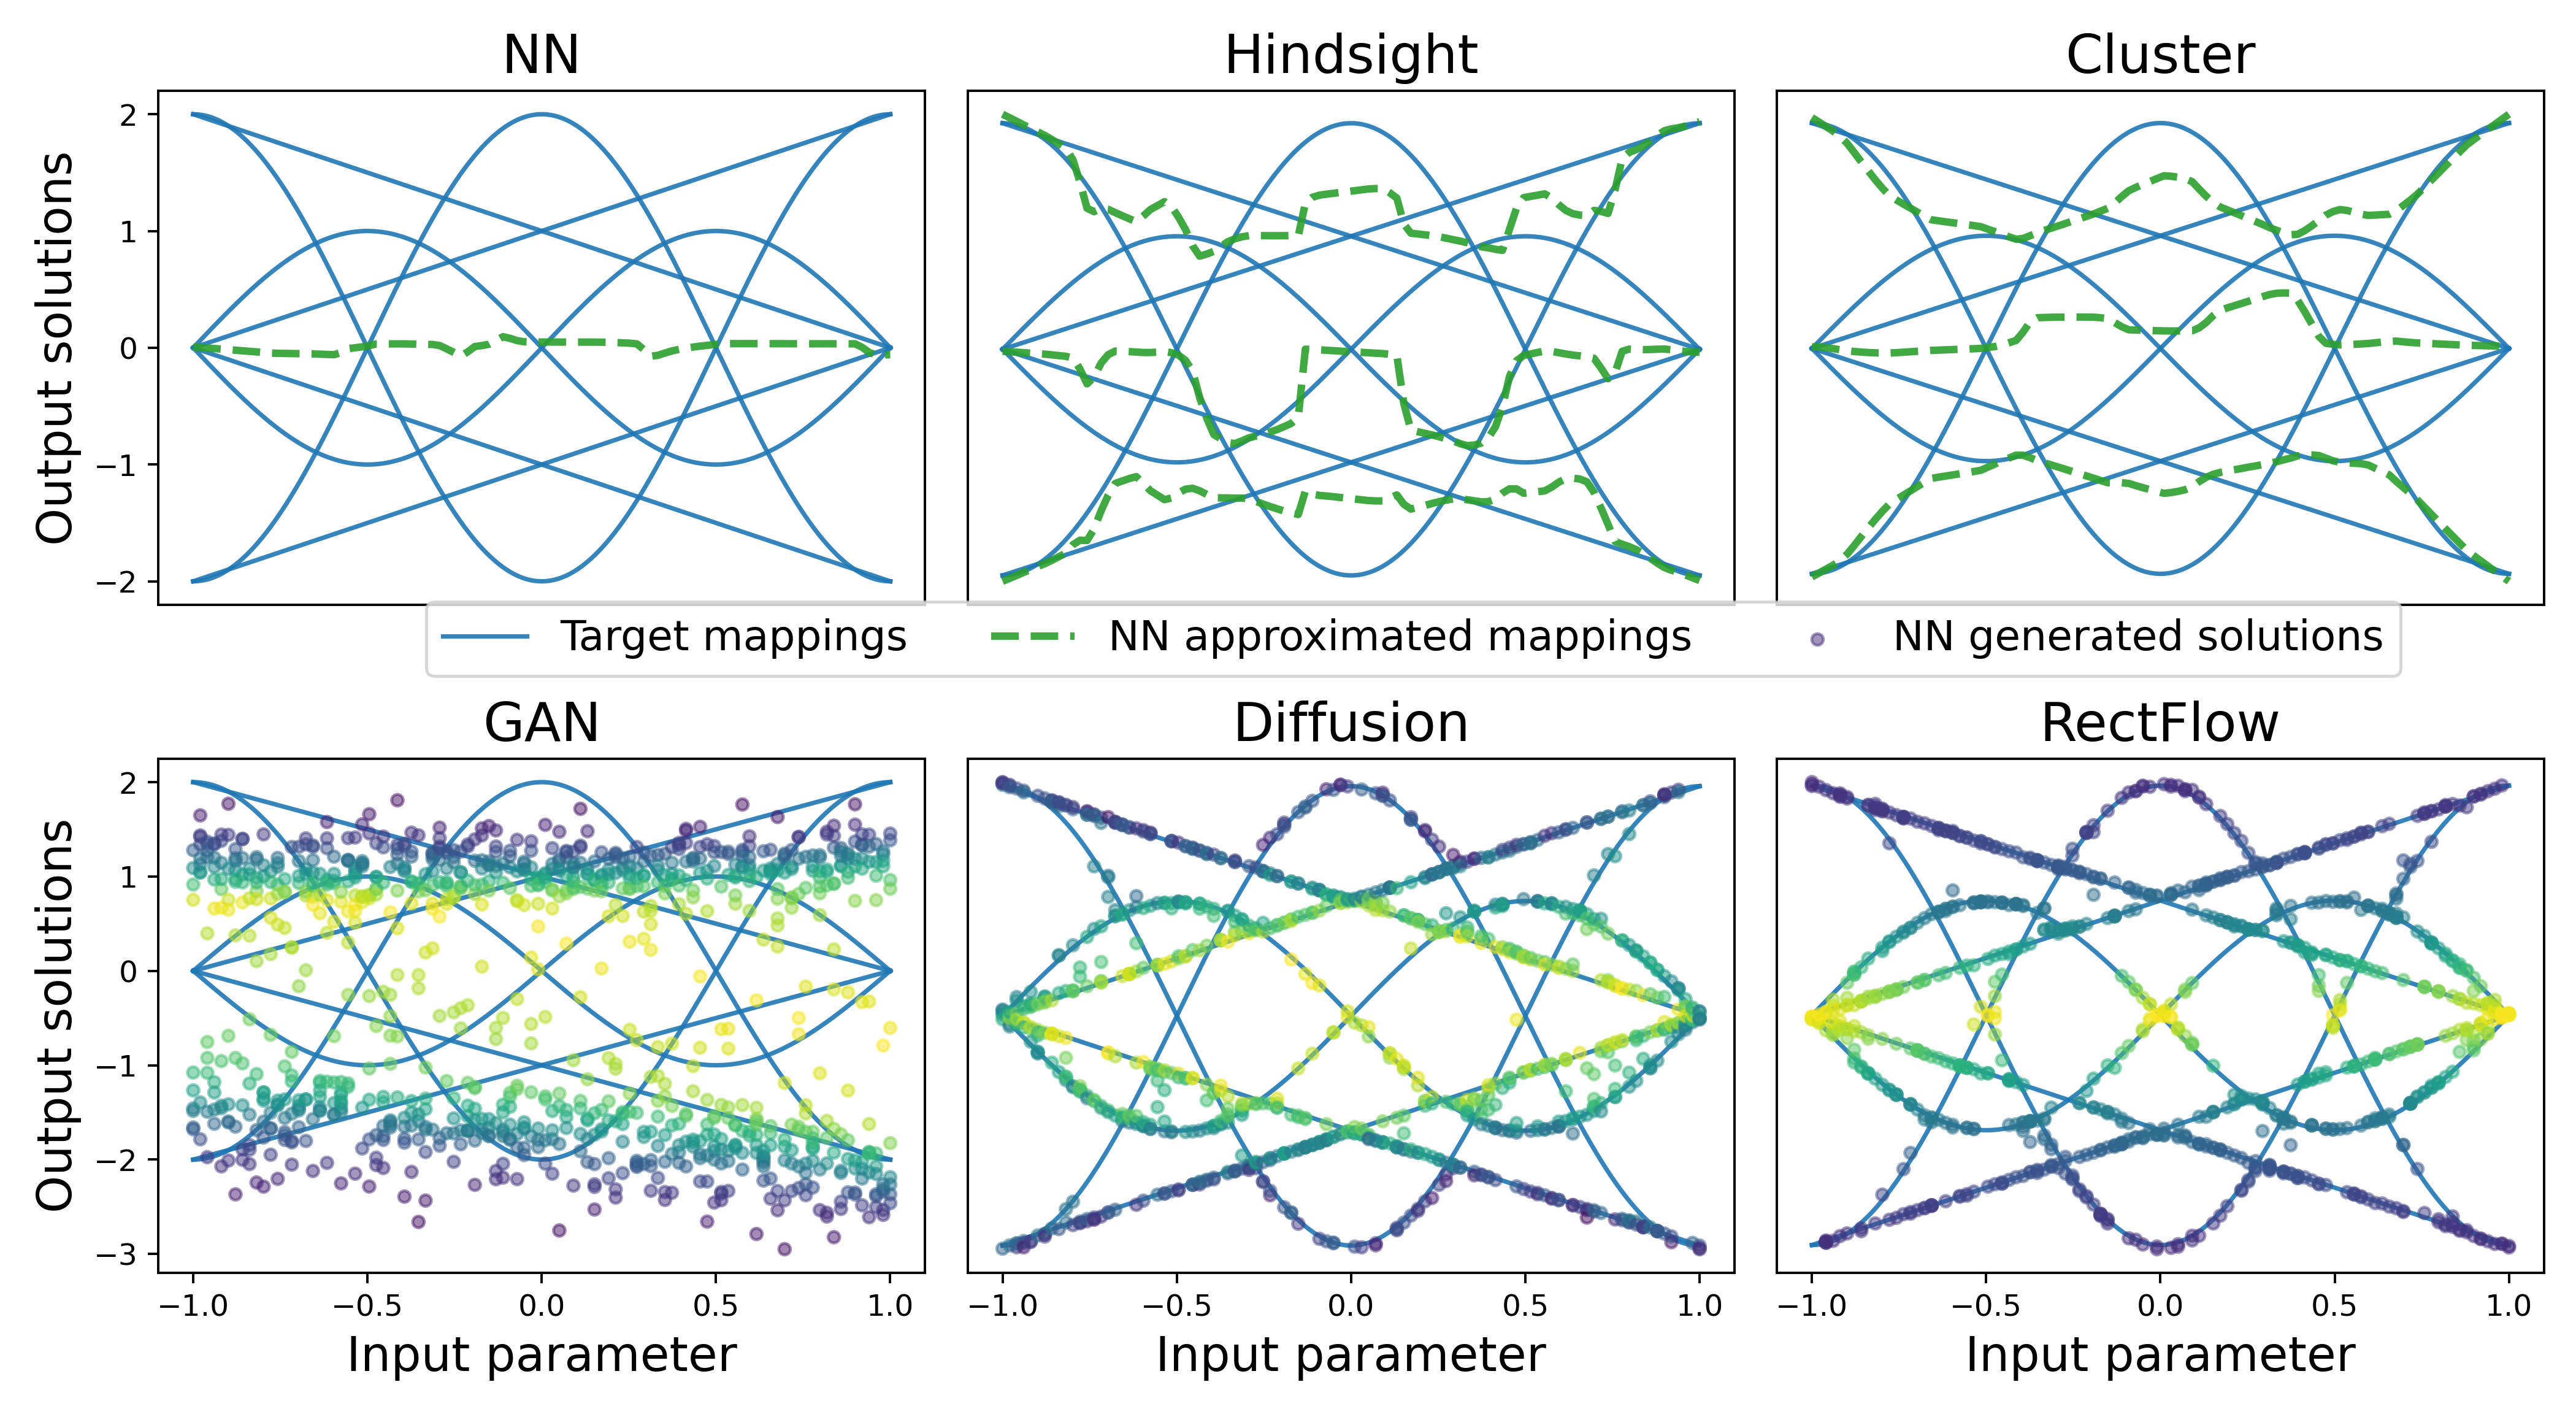 NN Hindsight Cluster
Output solutions
2
1
0
−1
−2
Target mappings NN approximated mappings NN generated solutions
GAN Diffusion RectFlow
Output solutions
2
1
0
−1
−2
−3
−1.0 −0.5 0.0 0.5 1.0 −1.0 −0.5 0.0 0.5 1.0 −1.0 −0.5 0.0 0.5 1.0
Input parameter Input parameter Input parameter